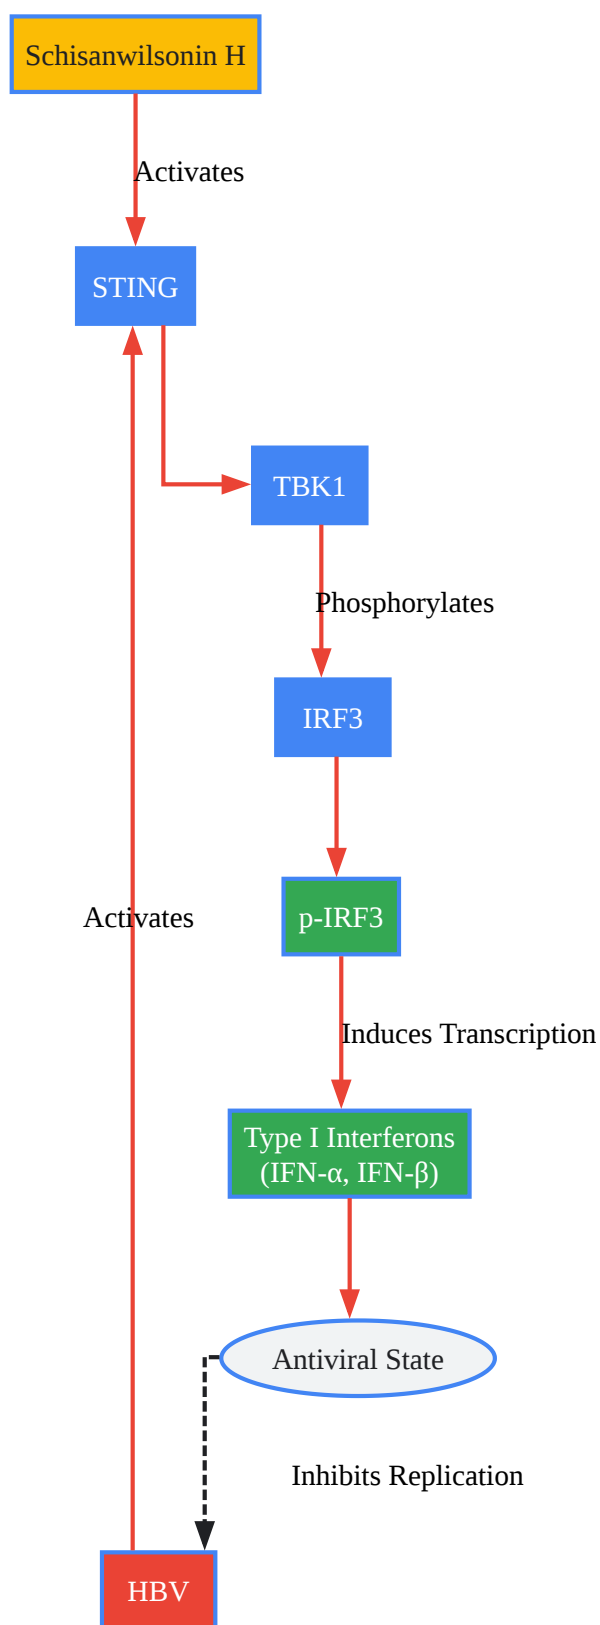 Schisanwilsonin H
Activates
STING
TBK1
Phosphorylates
IRF3
Activates
p-IRF3
Induces Transcription
Type I Interferons
(IFN-α, IFN-β)
Antiviral State
Inhibits Replication
HBV